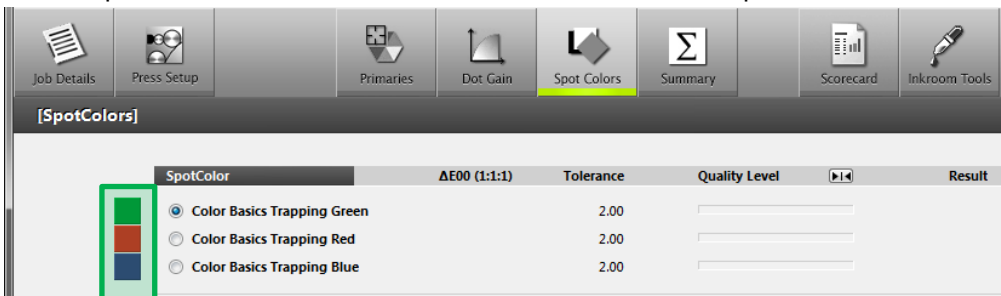 Job Details Press Setup Primaries Dot Gain Spot Colors Summary Scorecard Inkroom Tools
[SpotColors]
SpotColor ΔE00 (1:1:1) Tolerance Quality Level Result
Color Basics Trapping Green 2.00
Color Basics Trapping Red 2.00
Color Basics Trapping Blue 2.00